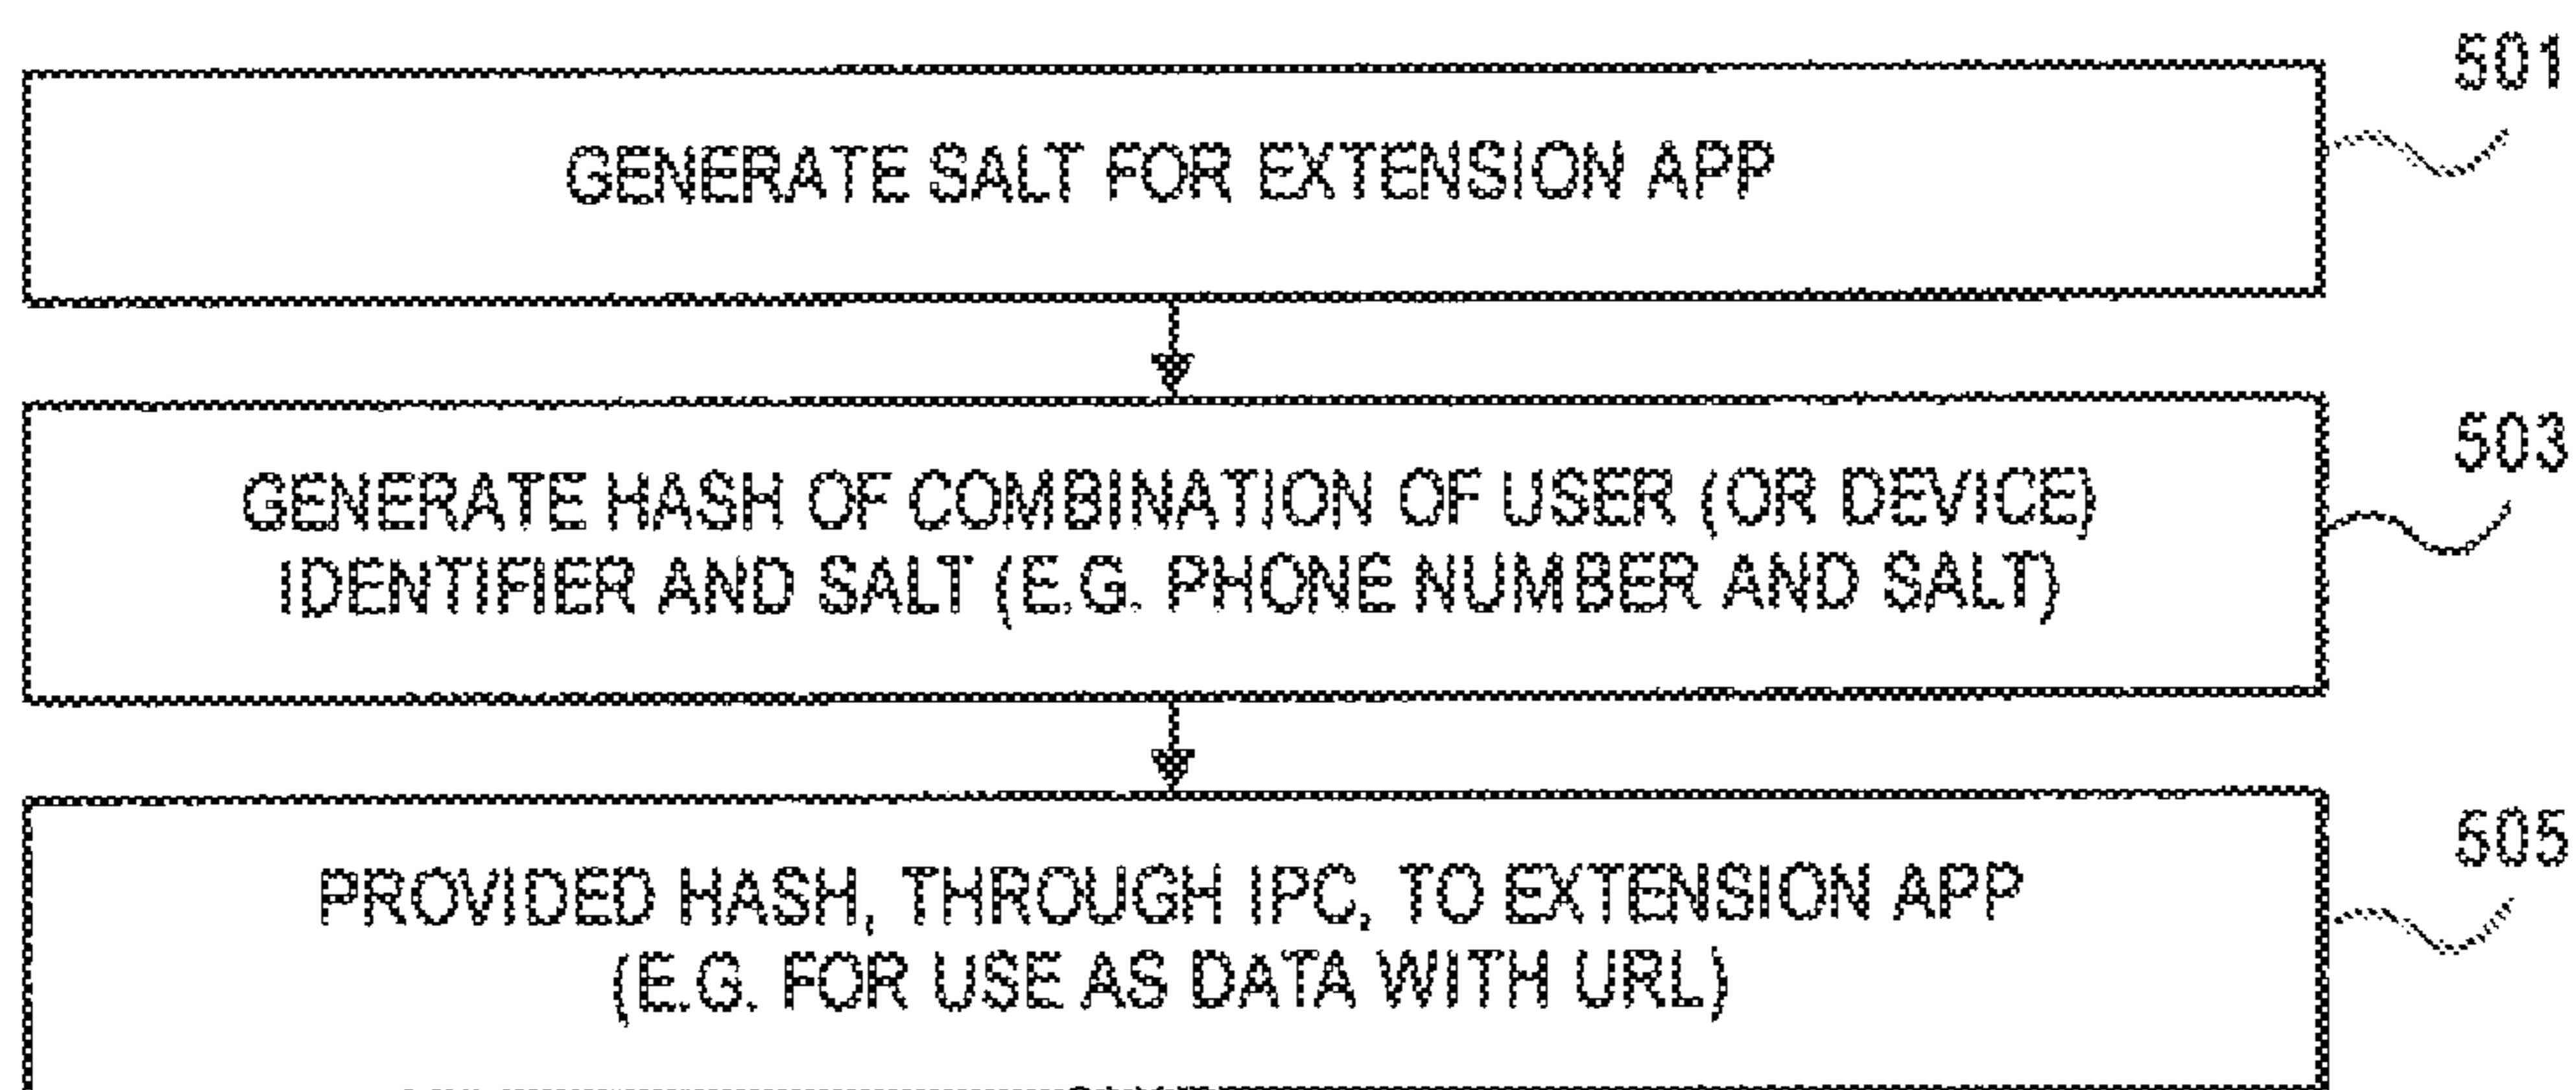 501
GENERATE SALT FOR EXTENSION APP
503
GENERATE HASH OF COMBINATION OF USER (OR DEVICE)
IDENTIFIER AND SALT (E.G. PHONE NUMBER AND SALT)
505
PROVIDED HASH, THROUGH IPC, TO EXTENSION APP
(E.G. FOR USE AS DATA WITH URL)